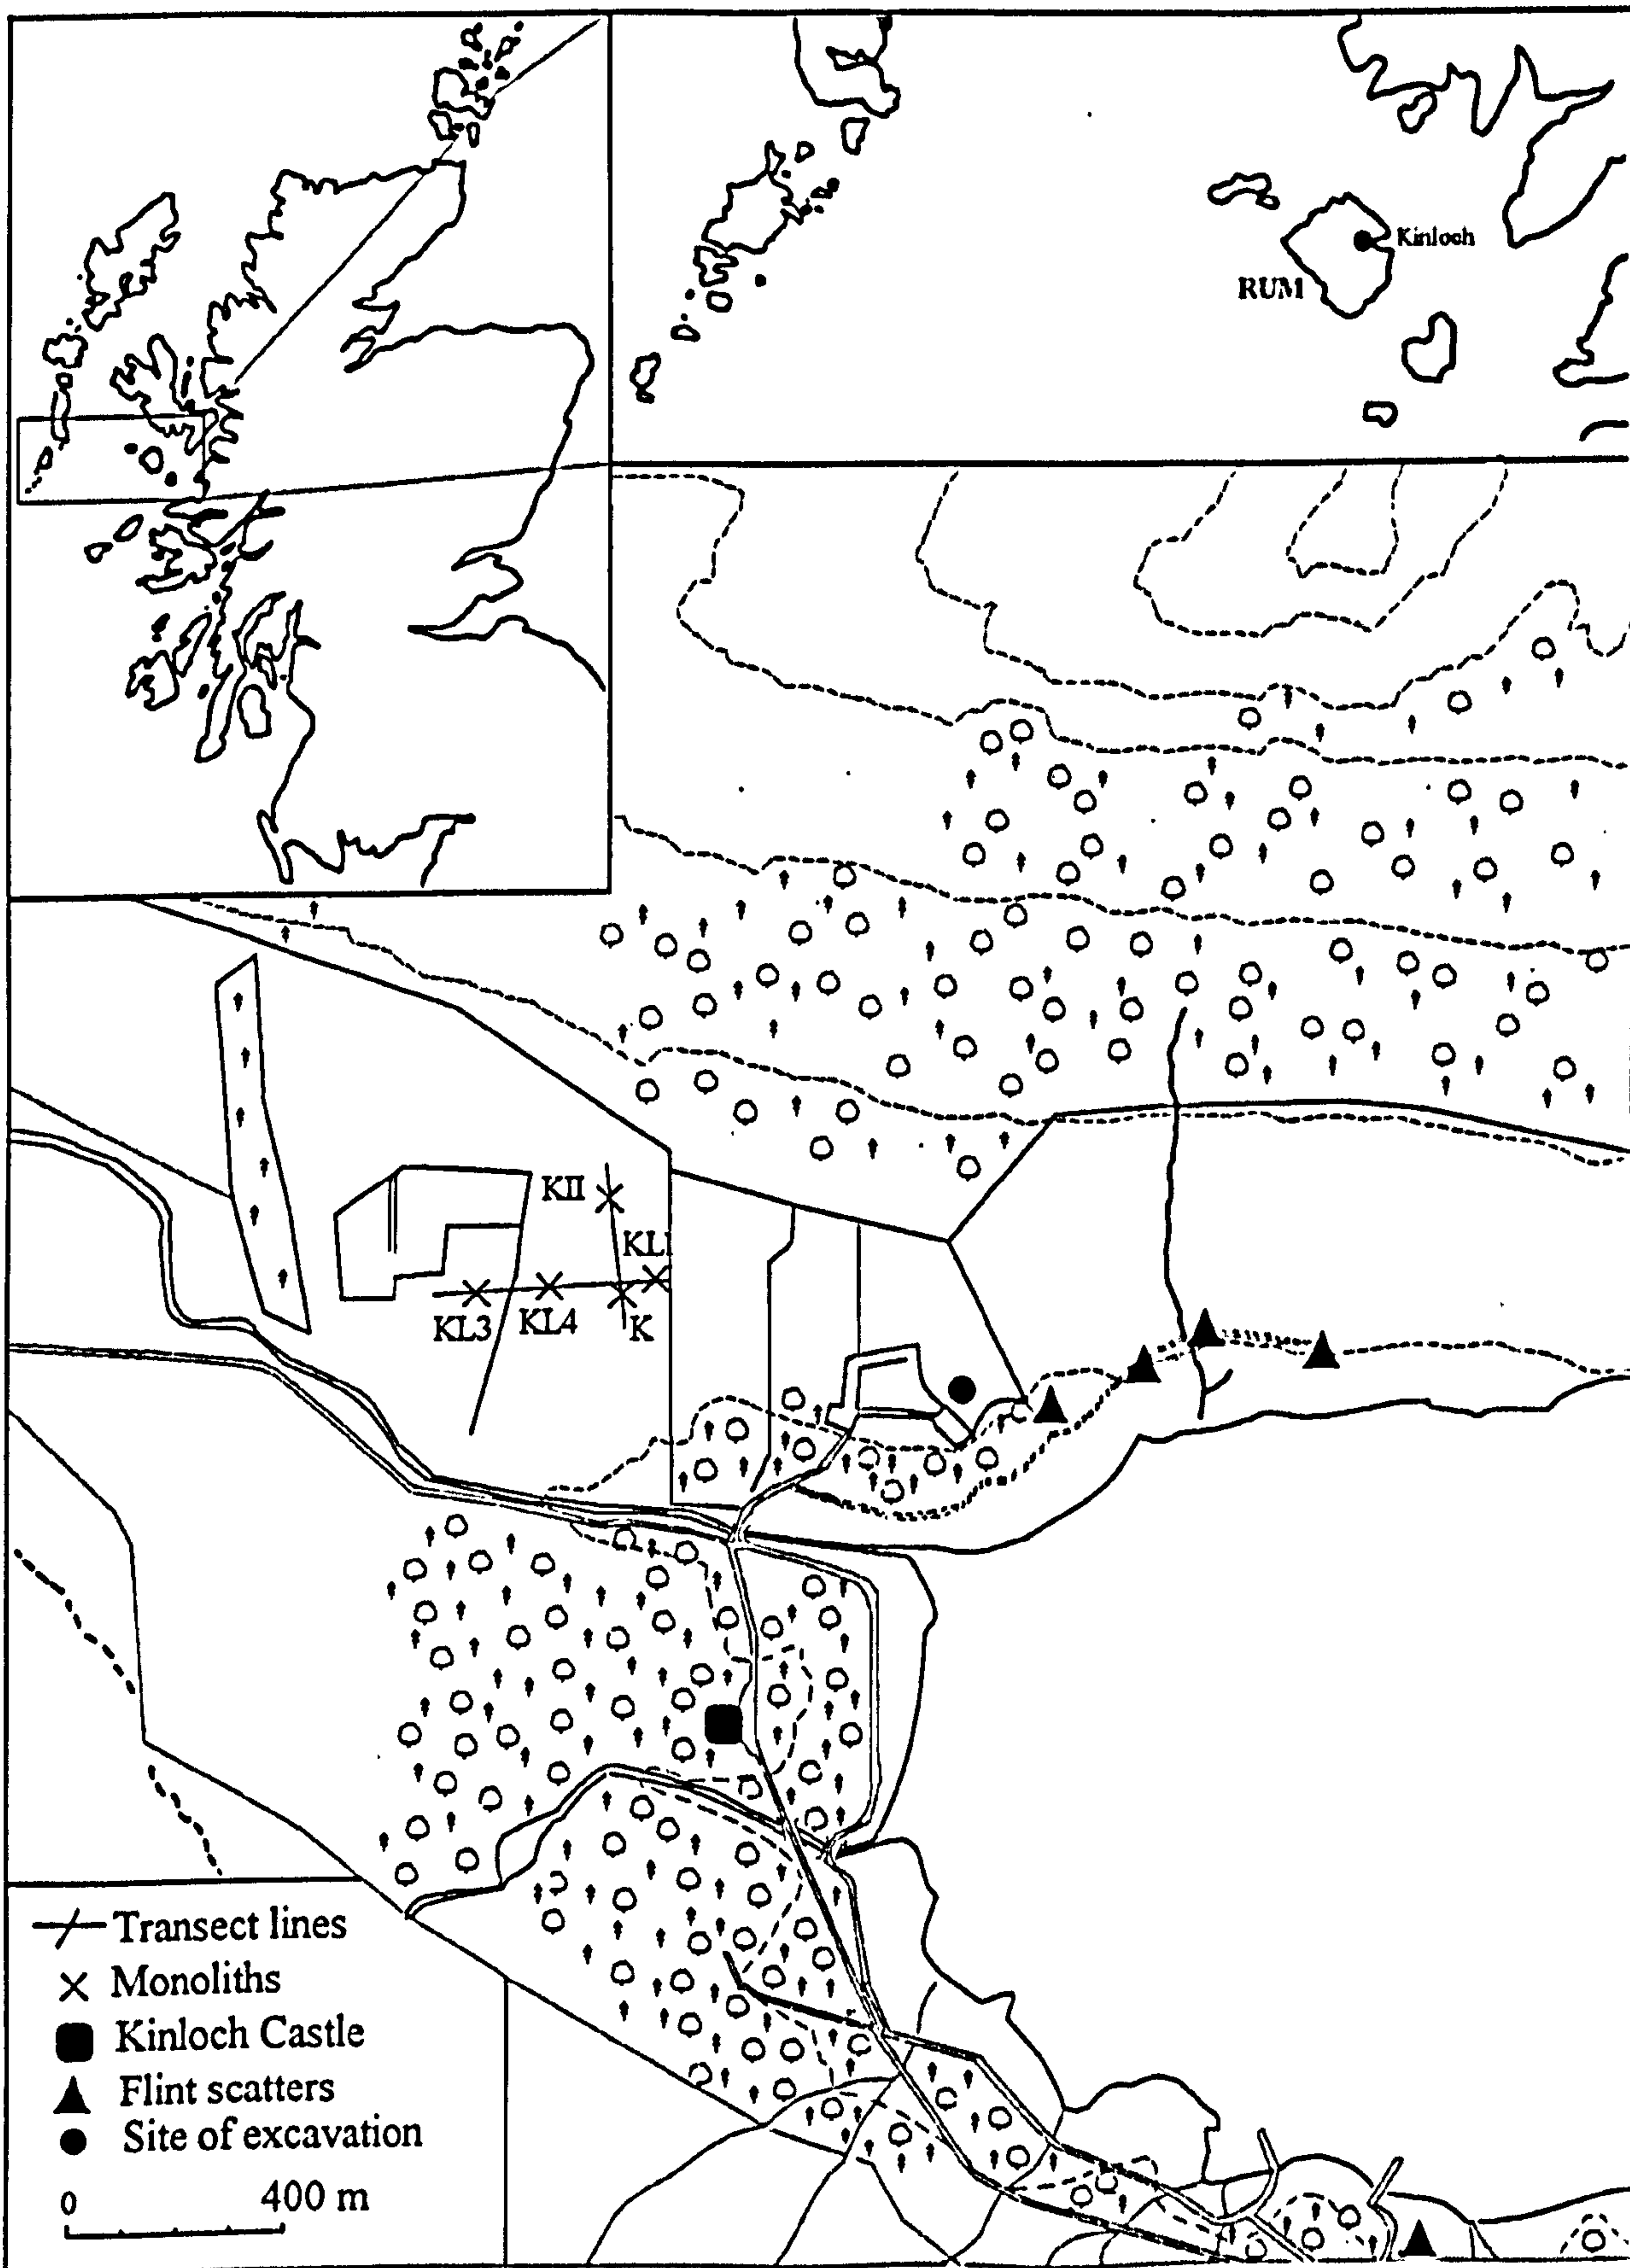 Kinloch
RUM
KII
KL1
KL3
KL4
K
Transect lines
Monoliths
Kinloch Castle
Flint scatters
Site of excavation
0
400 m